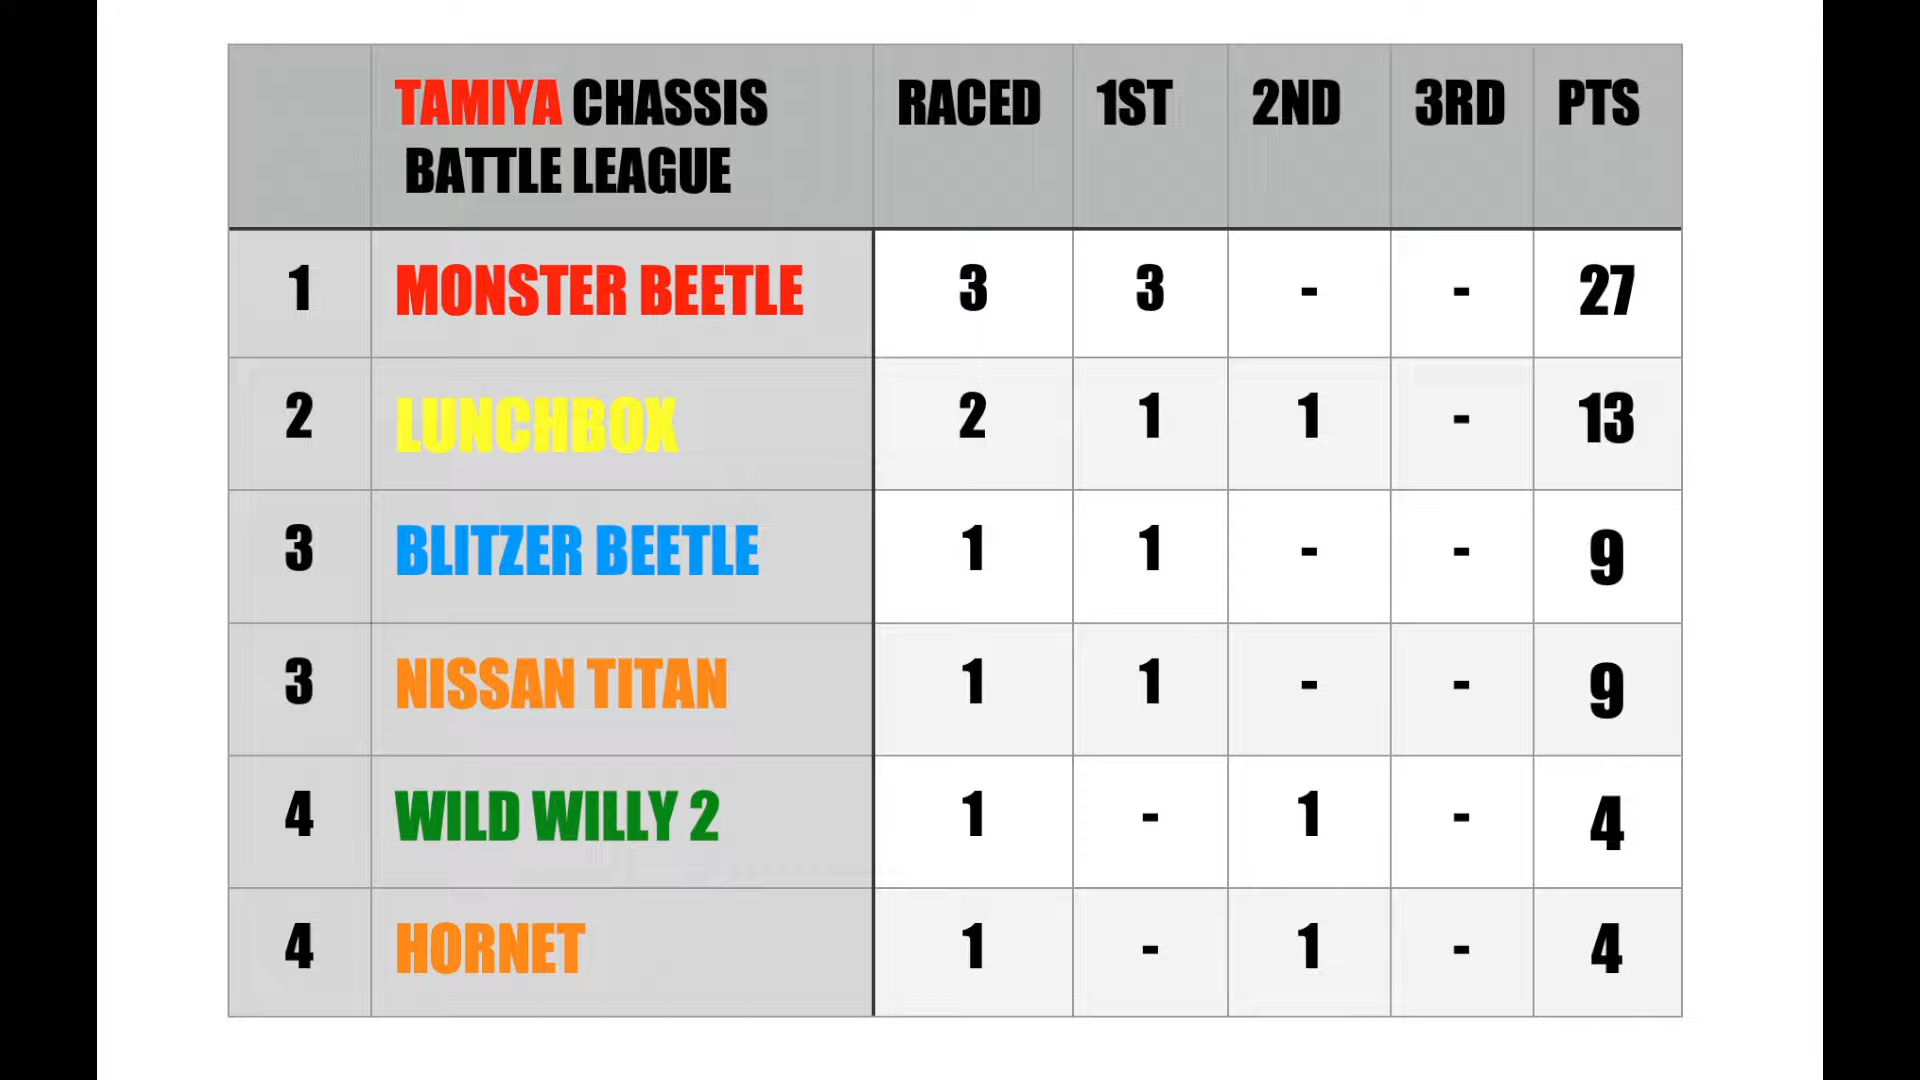 TAMIYA CHASSIS BATTLE LEAGUE RACED 1ST 2ND 3RD PTS
1 MONSTER BEETLE 3 3 - - 27
2 LUNCHBOX 2 1 1 - 13
3 BLITZER BEETLE 1 1 - - 9
3 NISSAN TITAN 1 1 - - 9
4 WILD WILLY 2 1 - 1 - 4
4 HORNET 1 - 1 - 4